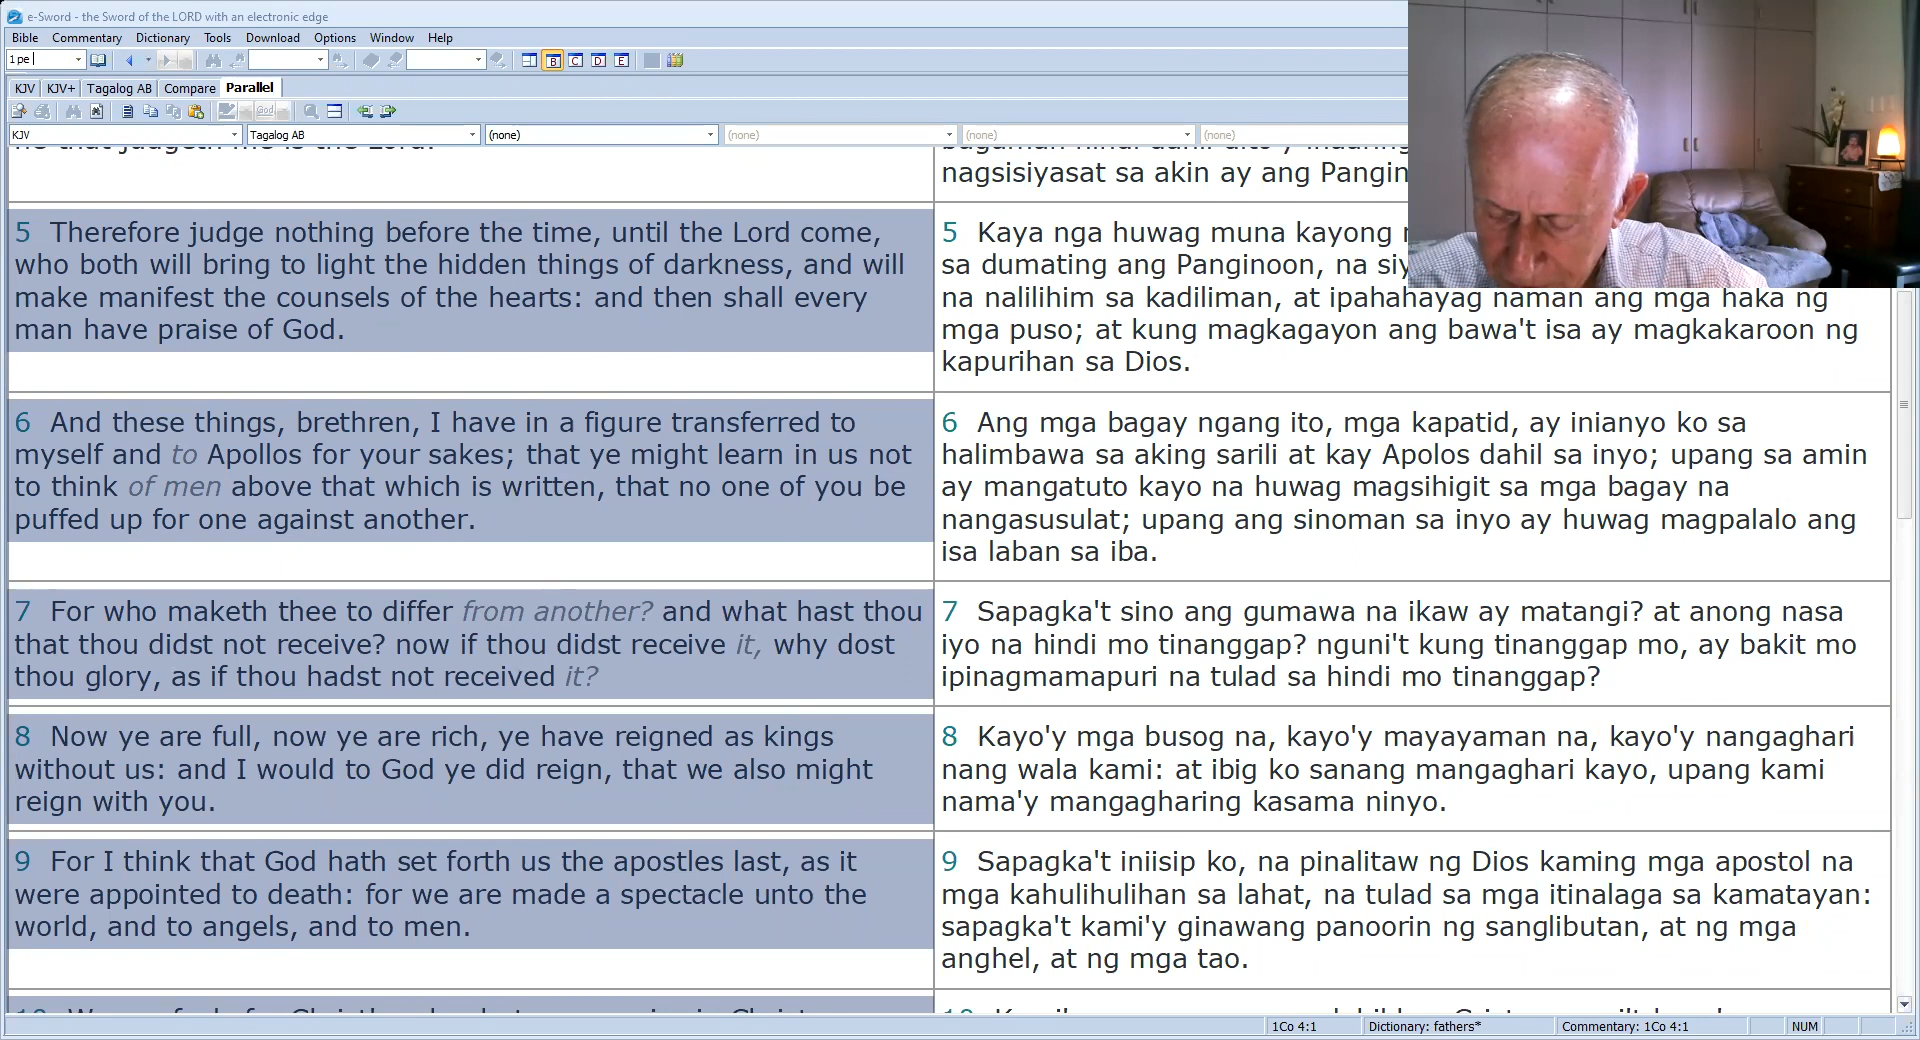 e-Sword - the Sword of the LORD with an electronic edge
Bible Commentary Dictionary Tools Download Options Window Help
1 pe
B C D E
KJV KJV+ Tagalog AB Compare Parallel
KJV Tagalog AB (none) (none) (none) (none)
he that judgeth me is the Lord.
nagsisiyasat sa akin ay ang Pangin
5 Therefore judge nothing before the time, until the Lord come,
who both will bring to light the hidden things of darkness, and will
make manifest the counsels of the hearts: and then shall every
man have praise of God.
5 Kaya nga huwag muna kayong
sa dumating ang Panginoon, na siy
na nalilihim sa kadiliman, at ipahahayag naman ang mga haka ng
mga puso; at kung magkagayon ang bawa't isa ay magkakaroon ng
kapurihan sa Dios.
6 And these things, brethren, I have in a figure transferred to
myself and to Apollos for your sakes; that ye might learn in us not
to think of men above that which is written, that no one of you be
puffed up for one against another.
6 Ang mga bagay ngang ito, mga kapatid, ay inianyo ko sa
halimbawa sa aking sarili at kay Apolos dahil sa inyo; upang sa amin
ay mangatuto kayo na huwag magsihigit sa mga bagay na
nangasusulat; upang ang sinoman sa inyo ay huwag magpalalo ang
isa laban sa iba.
7 For who maketh thee to differ from another? and what hast thou
that thou didst not receive? now if thou didst receive it, why dost
thou glory, as if thou hadst not received it?
7 Sapagka't sino ang gumawa na ikaw ay matangi? at anong nasa
iyo na hindi mo tinanggap? nguni't kung tinanggap mo, ay bakit mo
ipinagmamapuri na tulad sa hindi mo tinanggap?
8 Now ye are full, now ye are rich, ye have reigned as kings
without us: and I would to God ye did reign, that we also might
reign with you.
8 Kayo'y mga busog na, kayo'y mayayaman na, kayo'y nangaghari
nang wala kami: at ibig ko sanang mangaghari kayo, upang kami
nama'y mangagharing kasama ninyo.
9 For I think that God hath set forth us the apostles last, as it
were appointed to death: for we are made a spectacle unto the
world, and to angels, and to men.
9 Sapagka't iniisip ko, na pinalitaw ng Dios kaming mga apostol na
mga kahulihulihan sa lahat, na tulad sa mga itinalaga sa kamatayan:
sapagka't kami'y ginawang panoorin ng sanglibutan, at ng mga
anghel, at ng mga tao.
1Co 4:1 Dictionary: fathers* Commentary: 1Co 4:1 NUM